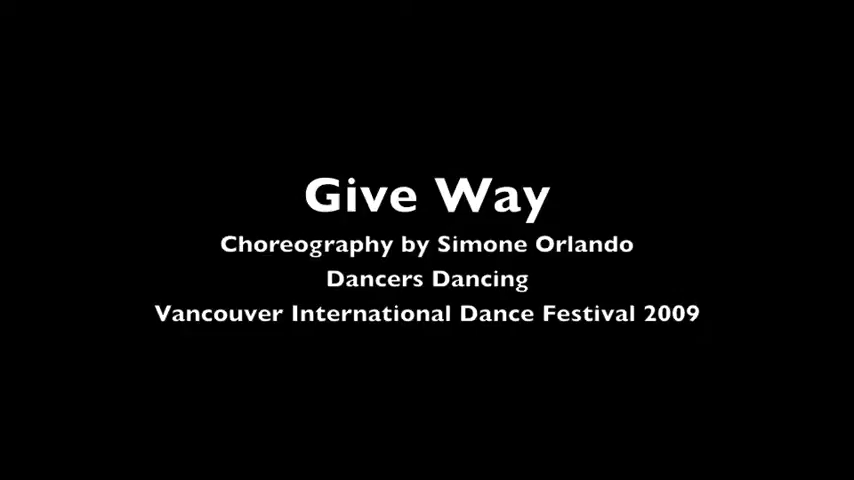 Give Way
Choreography by Simone Orlando
Dancers Dancing
Vancouver International Dance Festival 2009